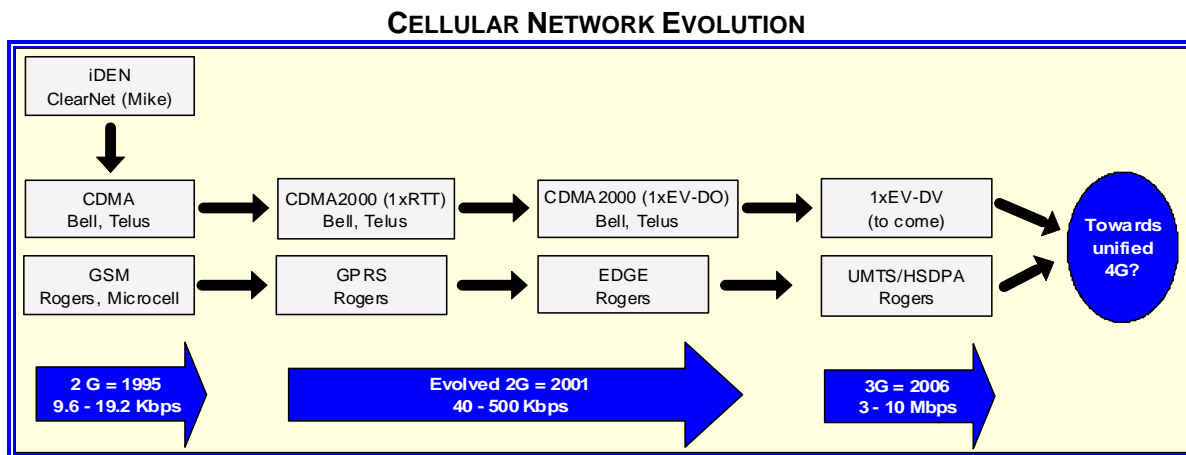 CELLULAR NETWORK EVOLUTION
iDEN
ClearNet (Mike)
CDMA
Bell, Telus
CDMA2000 (1xRTT)
Bell, Telus
CDMA2000 (1xEV-DO)
Bell, Telus
1xEV-DV
(to come)
Towards
unified
4G?
GSM
Rogers, Microcell
GPRS
Rogers
EDGE
Rogers
UMTS/HSDPA
Rogers
2 G = 1995
9.6 - 19.2 Kbps
Evolved 2G = 2001
40 - 500 Kbps
3G = 2006
3 - 10 Mbps